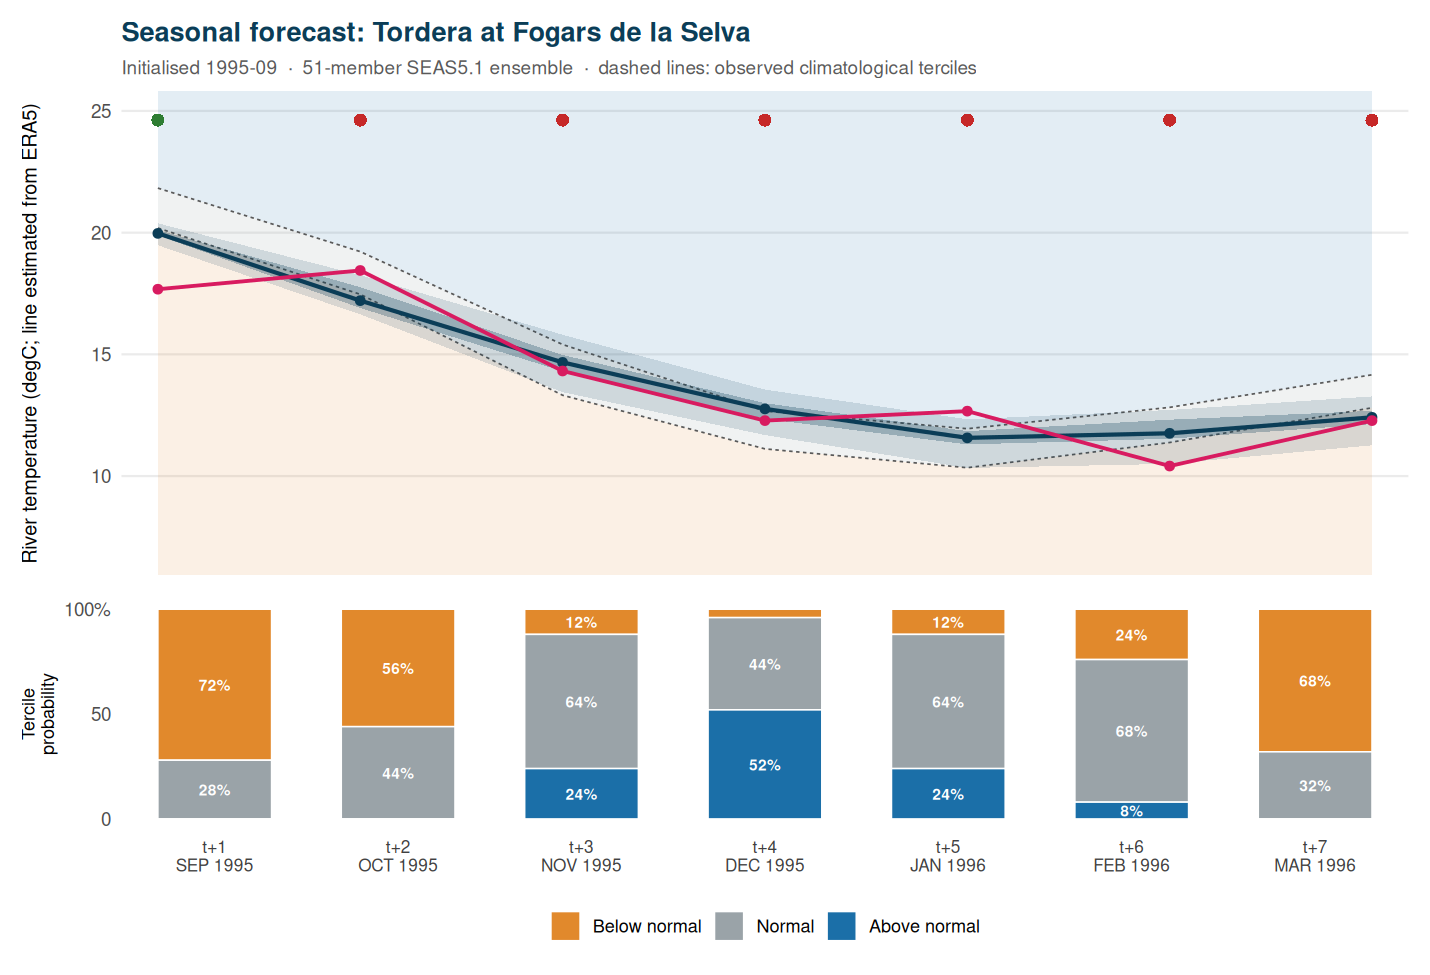 Seasonal forecast: Tordera at Fogars de la Selva
Initialised 1995-09 · 51-member SEAS5.1 ensemble · dashed lines: observed climatological terciles
River temperature (degC; line estimated from ERA5)
25
20
15
10
Tercile
probability
100%
50
0
72%
28%
56%
44%
12%
64%
24%
44%
52%
12%
64%
24%
24%
68%
8%
68%
32%
t+1
SEP 1995
t+2
OCT 1995
t+3
NOV 1995
t+4
DEC 1995
t+5
JAN 1996
t+6
FEB 1996
t+7
MAR 1996
Below normal
Normal
Above normal